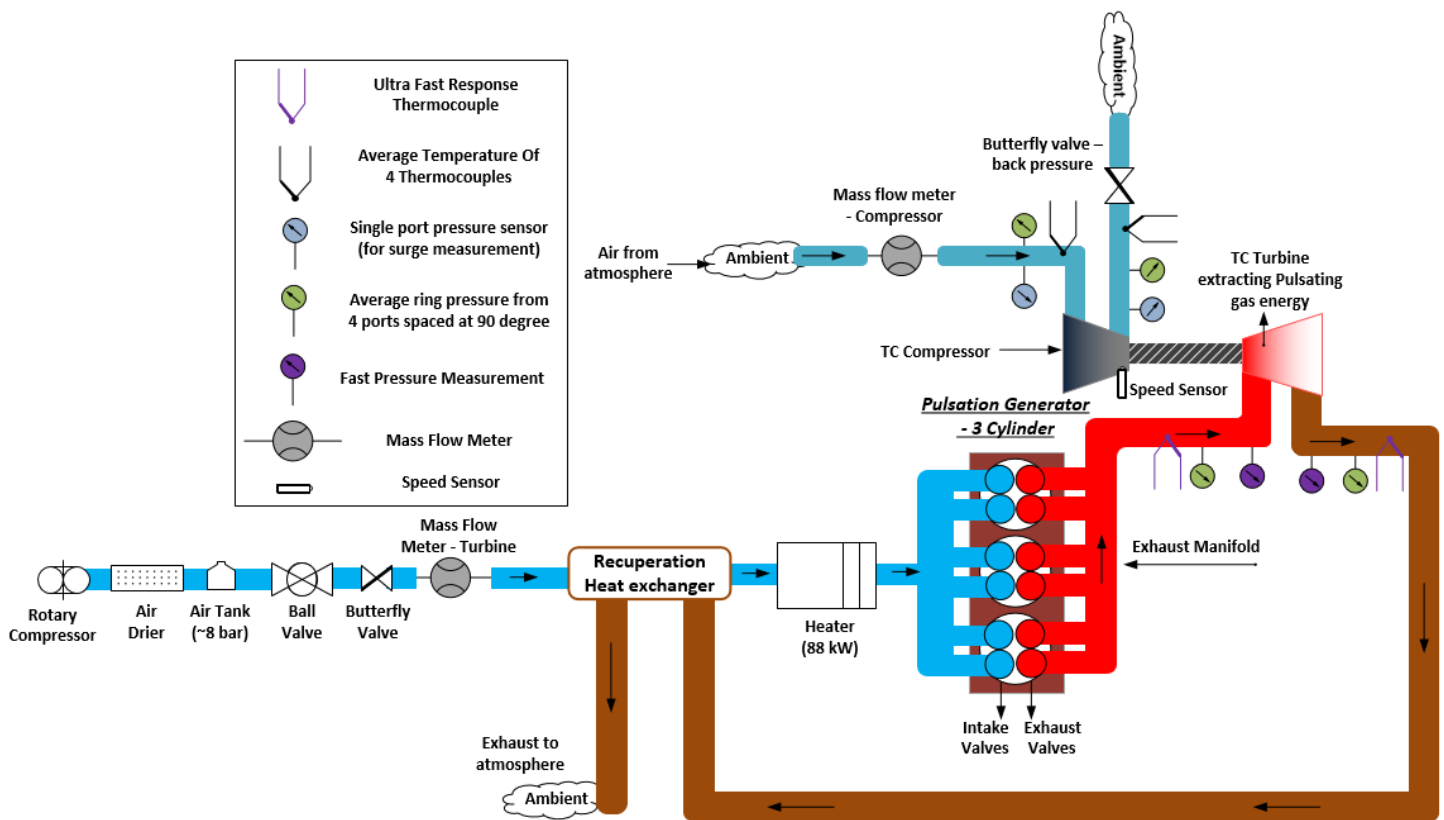 Ultra Fast Response
Thermocouple
Average Temperature Of
4 Thermocouples
Single port pressure sensor
(for surge measurement)
Average ring pressure from
4 ports spaced at 90 degree
Fast Pressure Measurement
Mass Flow Meter
Speed Sensor
Ambient
Butterfly valve –
back pressure
Mass flow meter
- Compressor
Air from
atmosphere
Ambient
TC Turbine
extracting Pulsating
gas energy
TC Compressor
Speed Sensor
Pulsation Generator
- 3 Cylinder
Mass Flow
Meter - Turbine
Recuperation
Heat exchanger
Exhaust Manifold
Rotary
Compressor
Air
Drier
Air Tank
(~8 bar)
Ball
Valve
Butterfly
Valve
Heater
(88 kW)
Intake
Valves
Exhaust
Valves
Exhaust to
atmosphere
Ambient